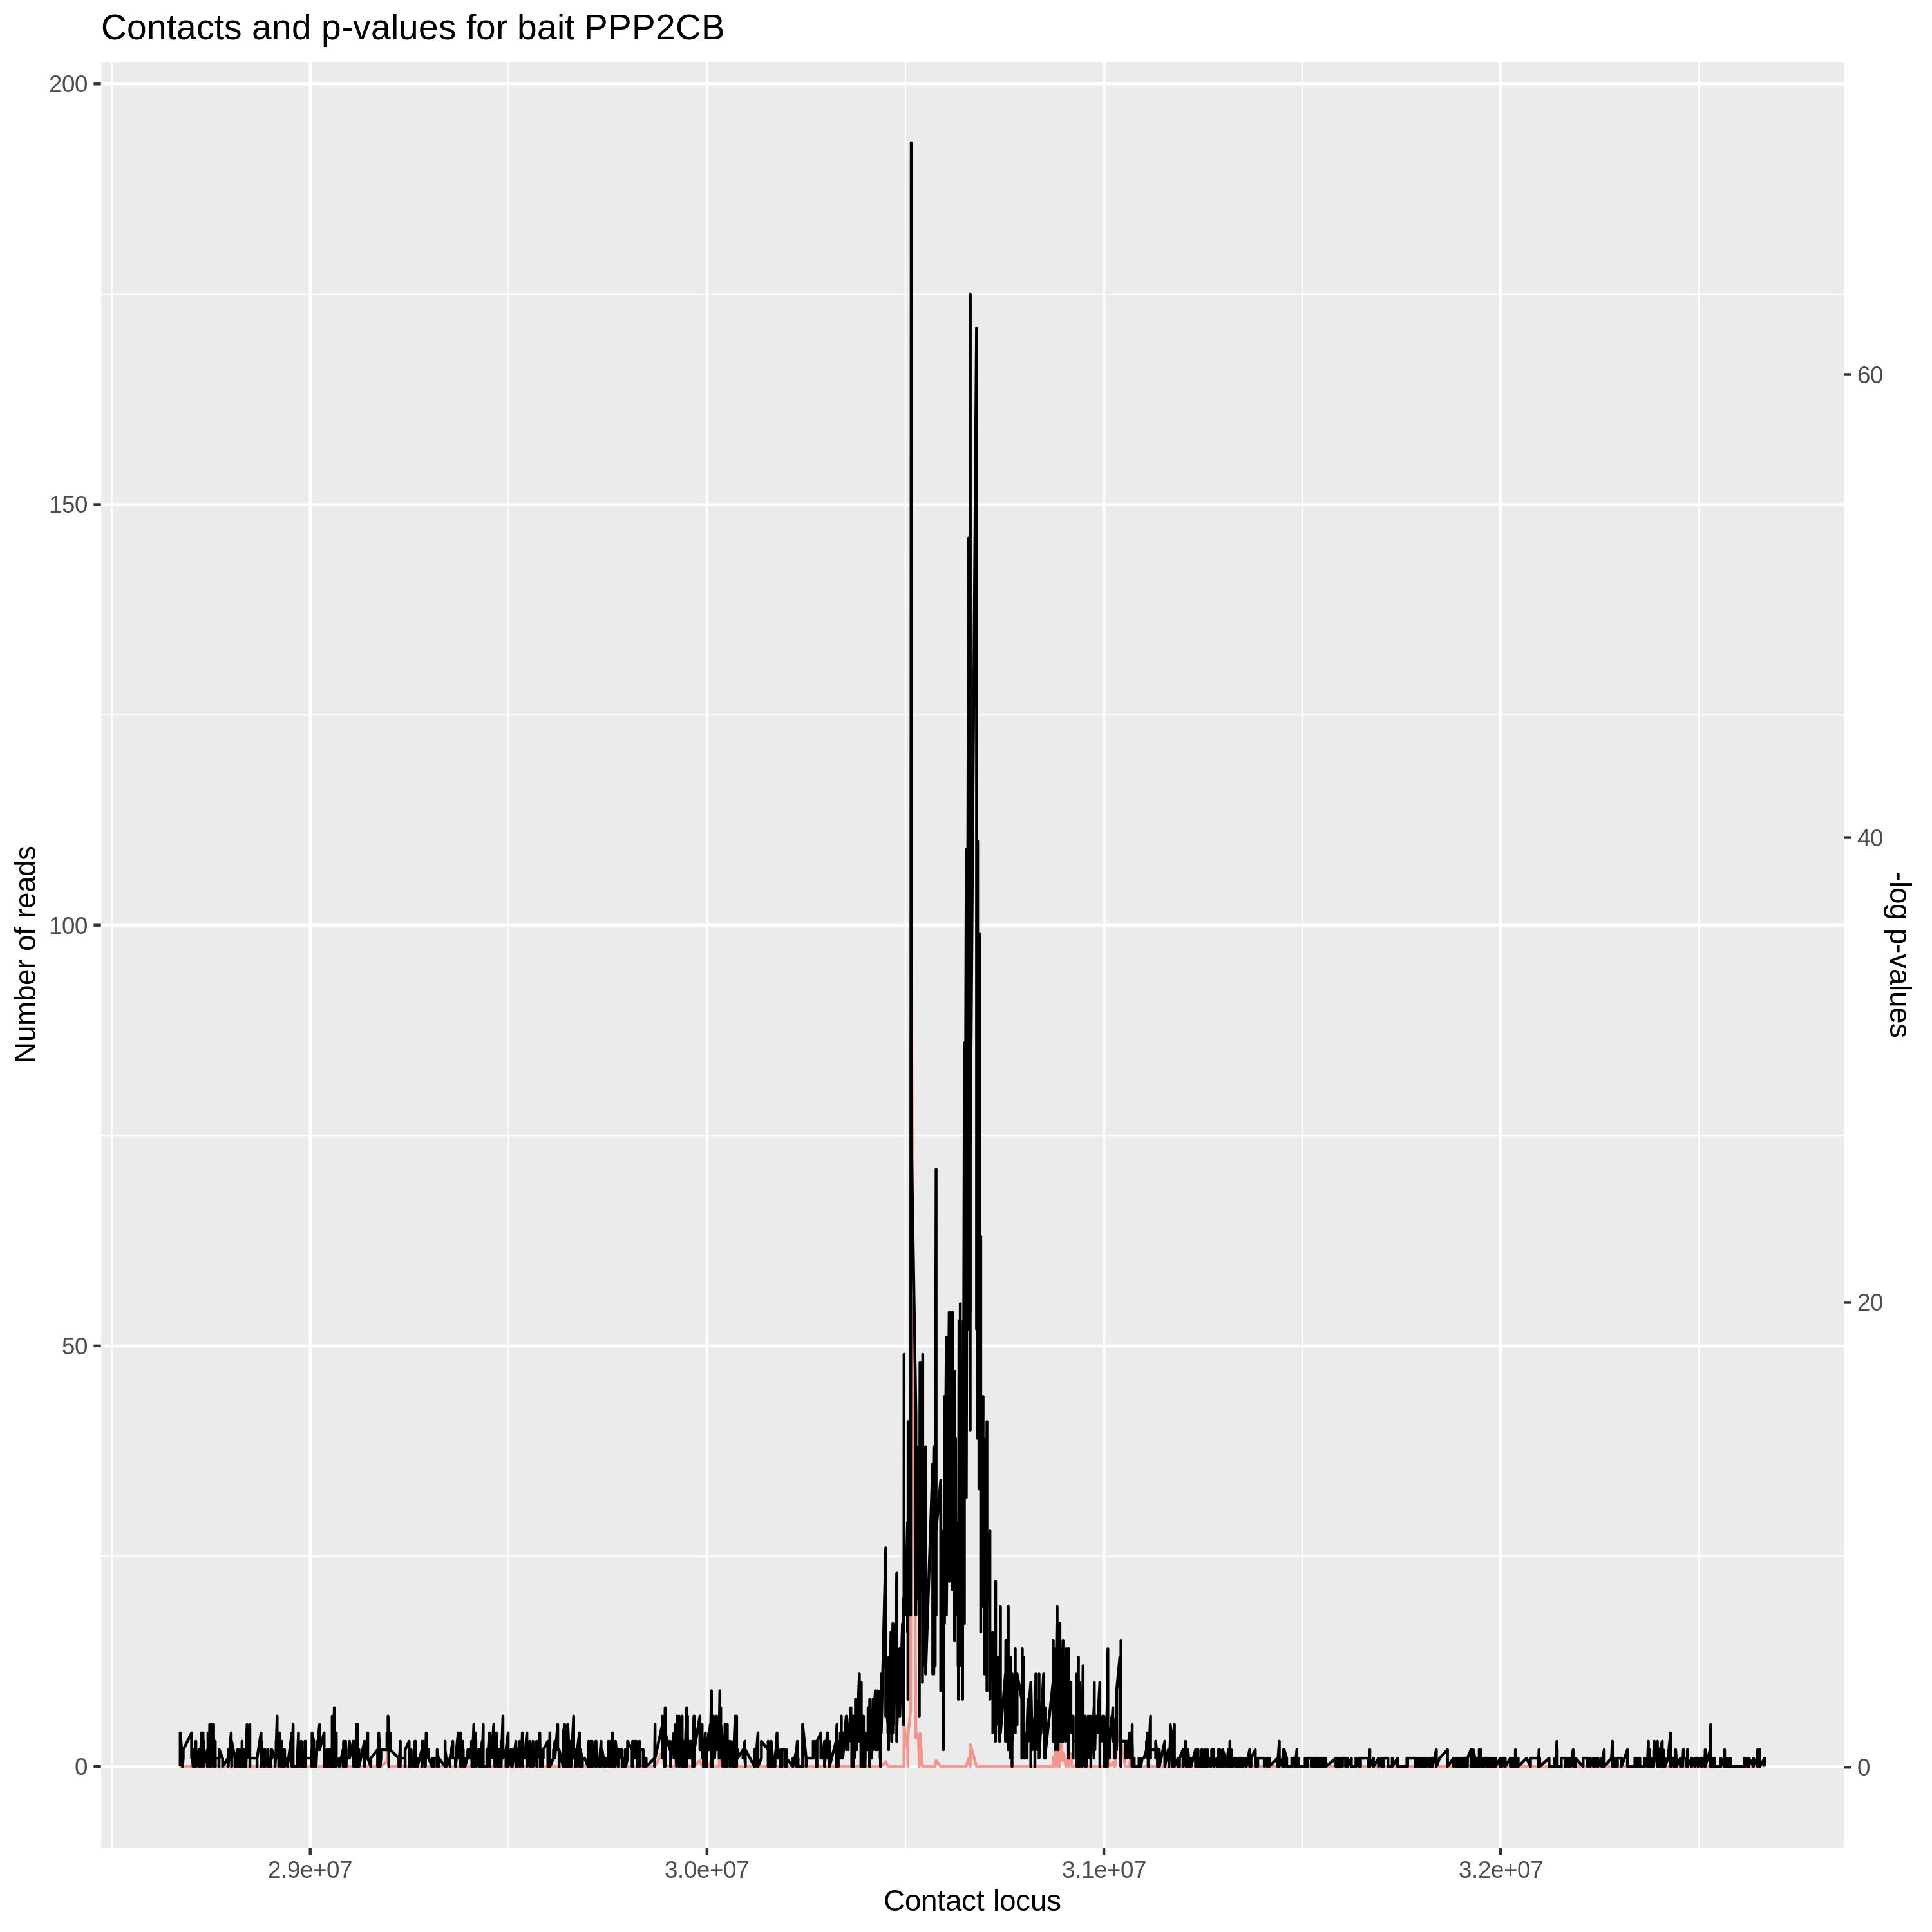 Contacts and p-values for bait PPP2CB
200
150
100
50
0
Number of reads
60
40
20
0
-log p-values
2.9e+07
3.0e+07
3.1e+07
3.2e+07
Contact locus